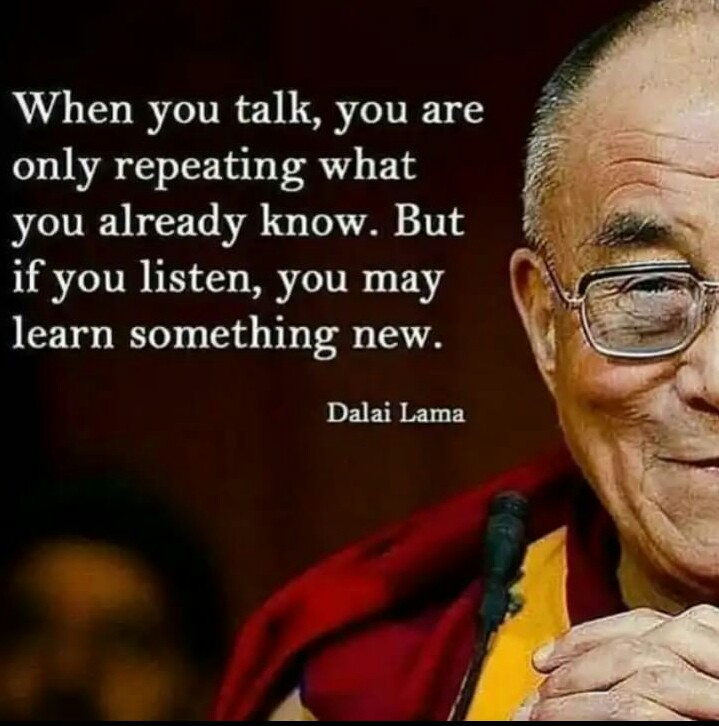 When you talk, you are
only repeating what
you already know. But
if you listen, you may
learn something new.
Dalai Lama